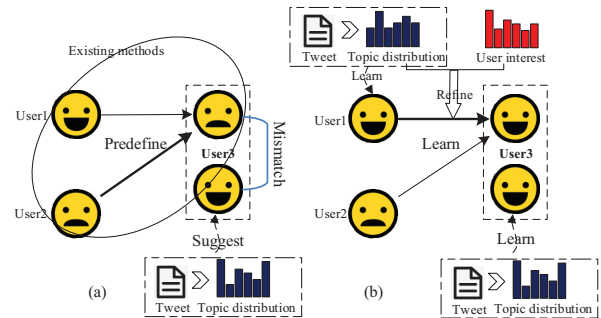 Existing methods
User1
Predefine
User3
Mismatch
User2
Suggest
Tweet
Topic distribution
(a)
Tweet
Topic distribution
User interest
Learn
Refine
User1
Learn
User3
User2
Learn
(b)
Tweet
Topic distribution